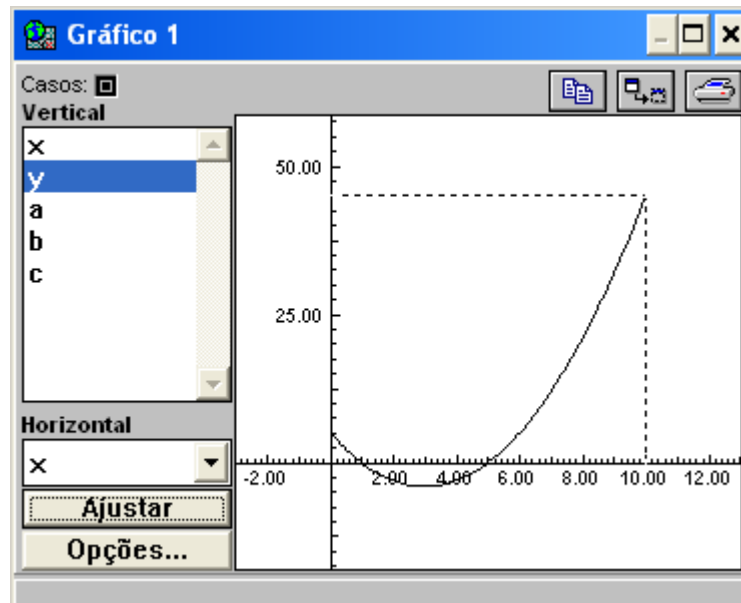 Gráfico 1
Casos:
Vertical
x
y
a
b
c
Horizontal
x
Ajustar
Opções...
50.00
25.00
-2.00 2.00 4.00 6.00 8.00 10.00 12.00